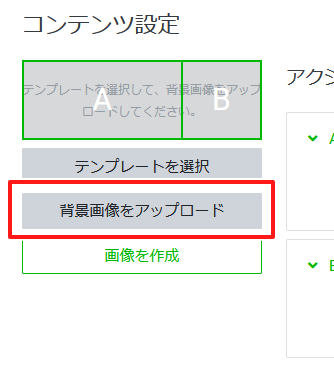 コンテンツ設定
テンプレートを選択して、背景画像をアップ
ロードしてください。
A
B
テンプレートを選択
背景画像をアップロード
画像を作成
アクシ
A